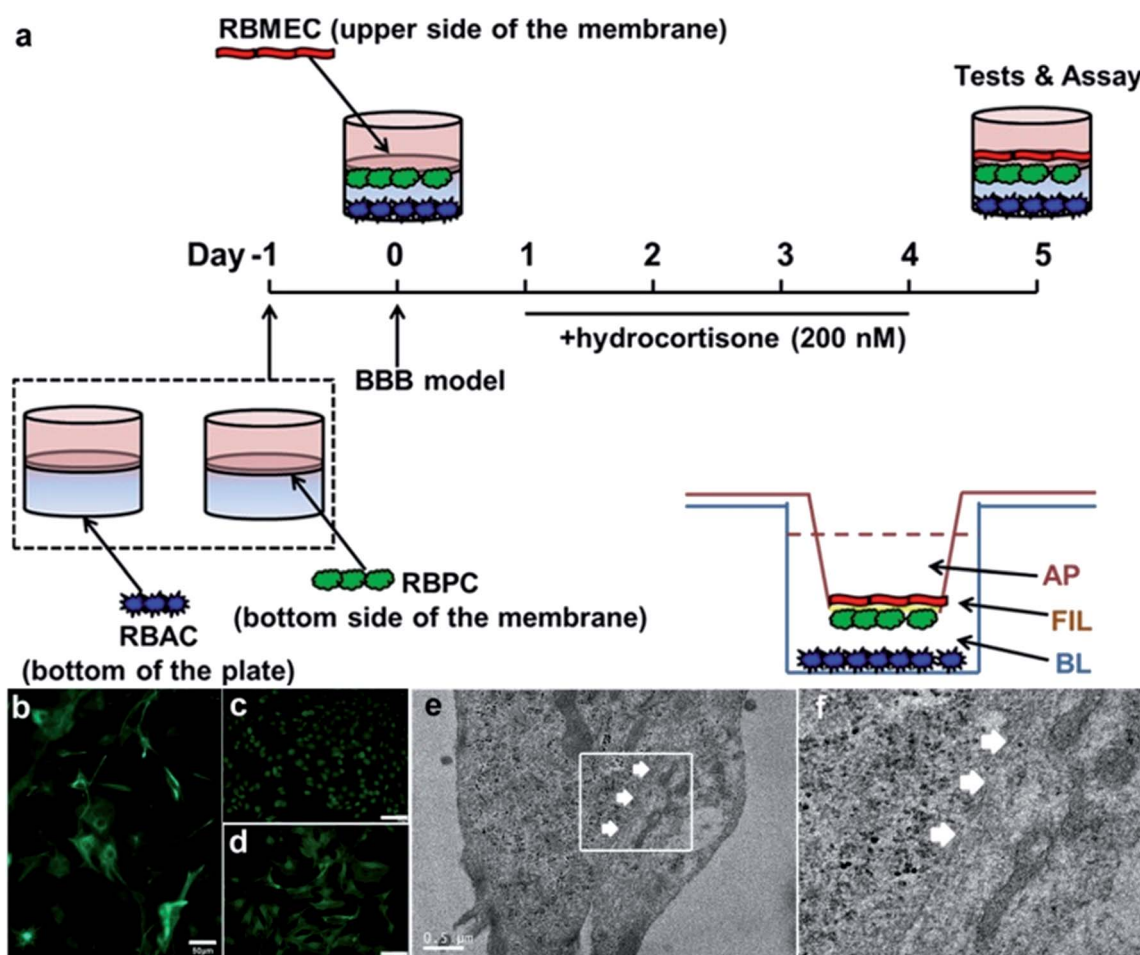 a
RBMEC (upper side of the membrane)
Tests & Assay
Day -1 0 1 2 3 4 5
+hydrocortisone (200 nM)
BBB model
RBPC
(bottom side of the membrane)
RBAC
(bottom of the plate)
AP
FIL
BL
b
50μm
c
d
e
0.5 μm
f